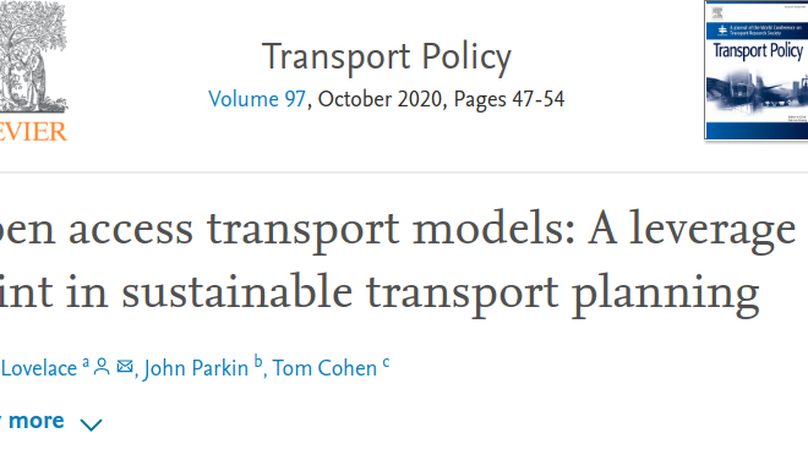 Transport Policy
Volume 97, October 2020, Pages 47-54
EVIER
Transport Policy
pen access transport models: A leverage
int in sustainable transport planning
Lovelace a, John Parkin b, Tom Cohen c
more